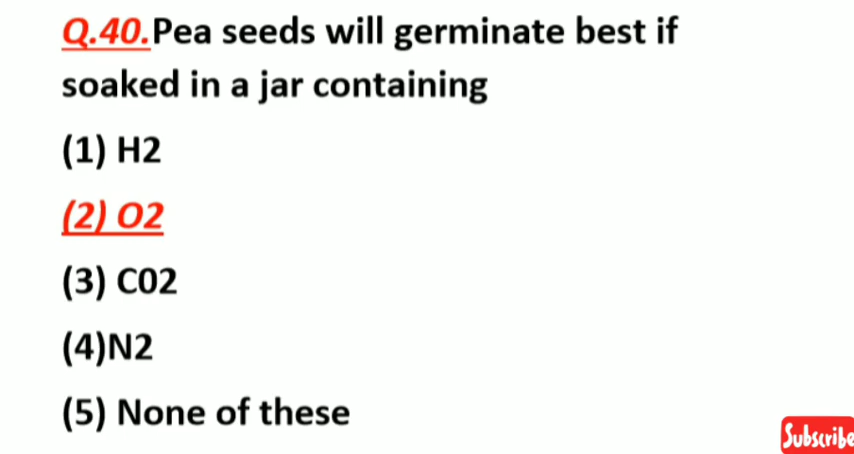 Q.40.Pea seeds will germinate best if
soaked in a jar containing
(1) H2
(2) O2
(3) C02
(4)N2
(5) None of these
Subscribe